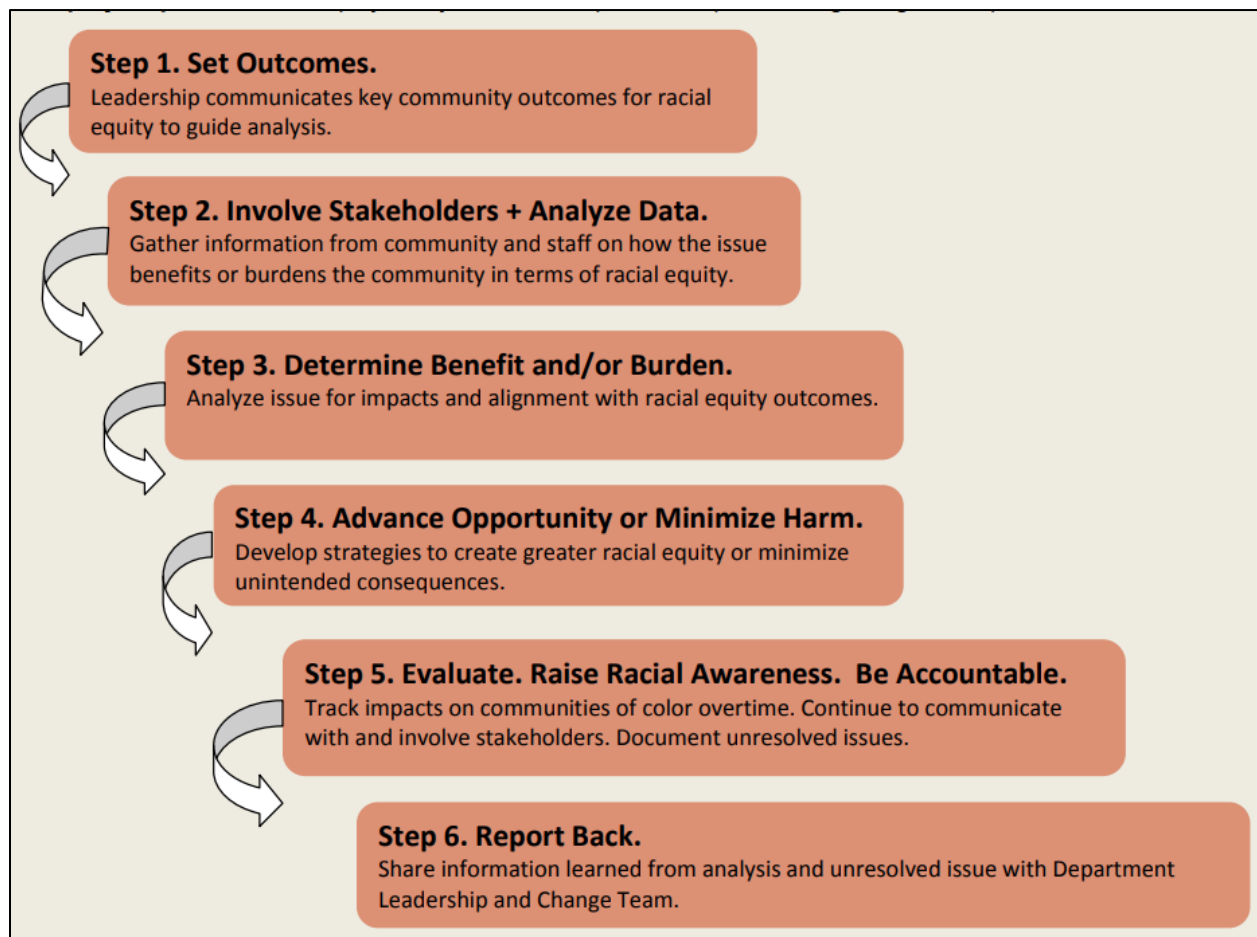 Step 1. Set Outcomes.
Leadership communicates key community outcomes for racial
equity to guide analysis.
Step 2. Involve Stakeholders + Analyze Data.
Gather information from community and staff on how the issue
benefits or burdens the community in terms of racial equity.
Step 3. Determine Benefit and/or Burden.
Analyze issue for impacts and alignment with racial equity outcomes.
Step 4. Advance Opportunity or Minimize Harm.
Develop strategies to create greater racial equity or minimize
unintended consequences.
Step 5. Evaluate. Raise Racial Awareness.  Be Accountable.
Track impacts on communities of color overtime. Continue to communicate
with and involve stakeholders. Document unresolved issues.
Step 6. Report Back.
Share information learned from analysis and unresolved issue with Department
Leadership and Change Team.